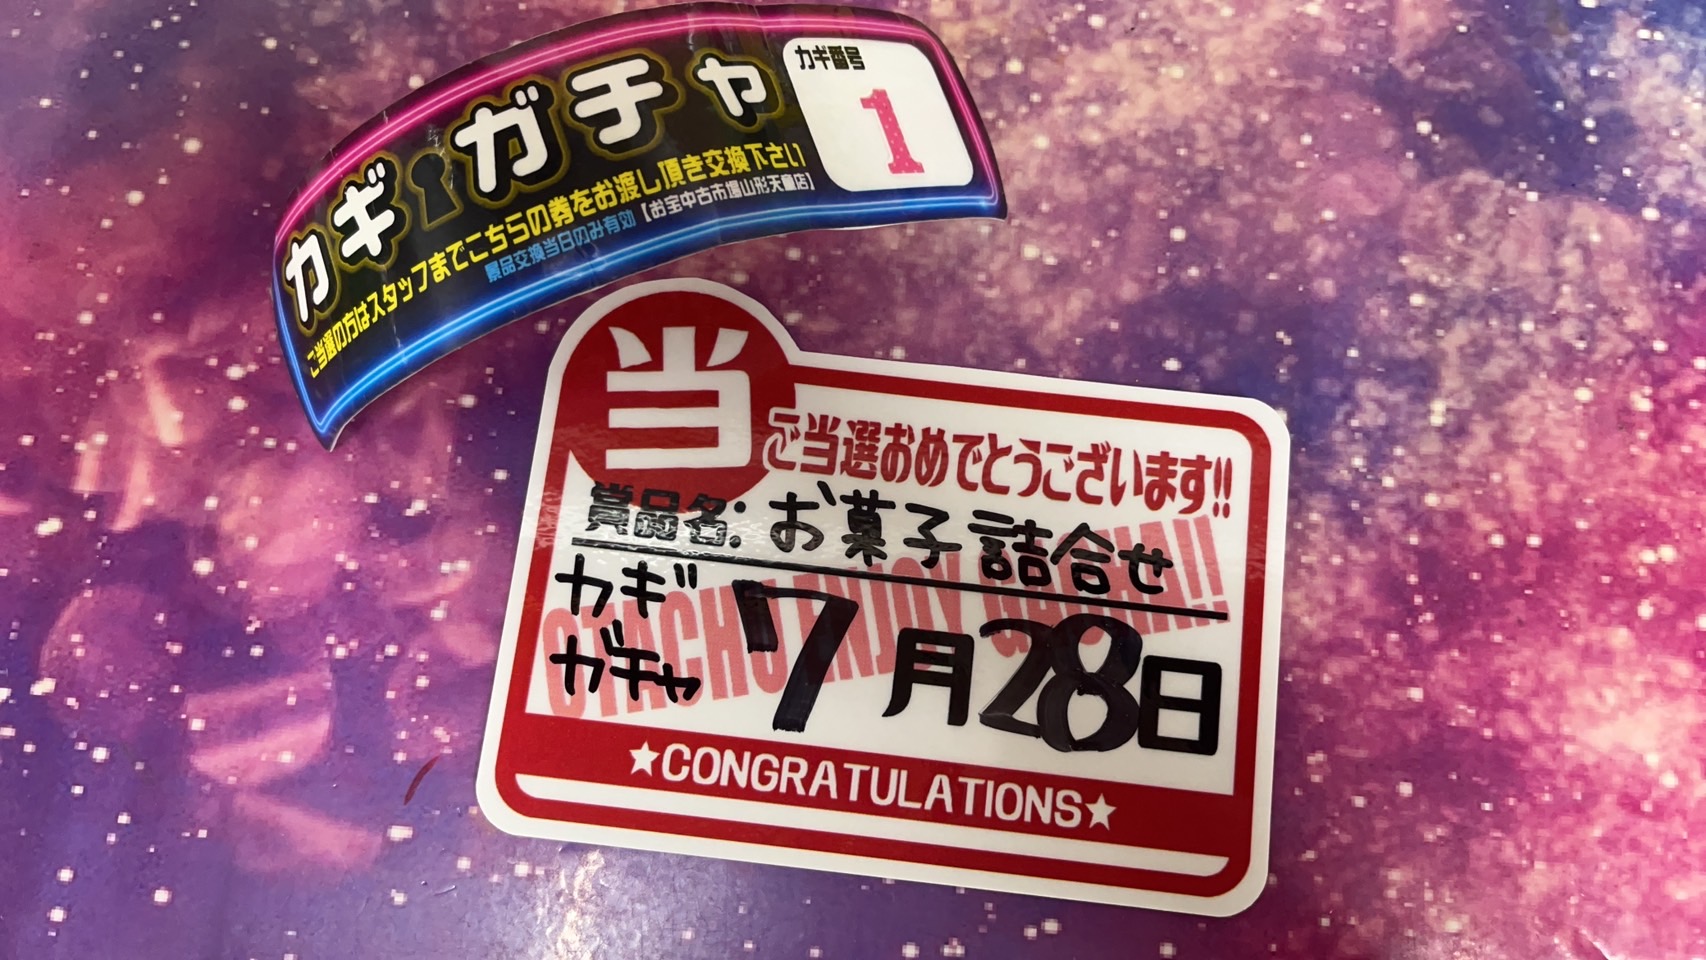 カギガチャ
カギ番号
1
ご当選の方はスタッフまでこちらの券をお渡し頂き交換下さい
景品交換当日のみ有効【お宝中古市場山形天童店】
当
ご当選おめでとうございます!!
賞品名:お菓子詰合せ
カギ
ガチャ
7月28日
★CONGRATULATIONS★